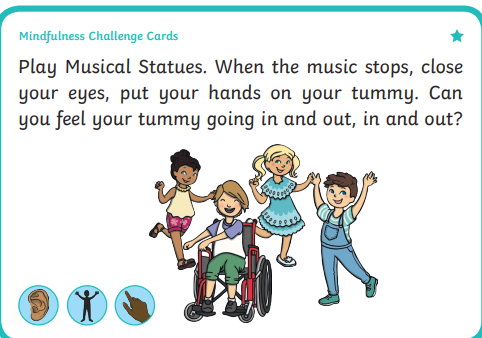 Mindfulness Challenge Cards
Play Musical Statues. When the music stops, close
your eyes, put your hands on your tummy. Can
you feel your tummy going in and out, in and out?